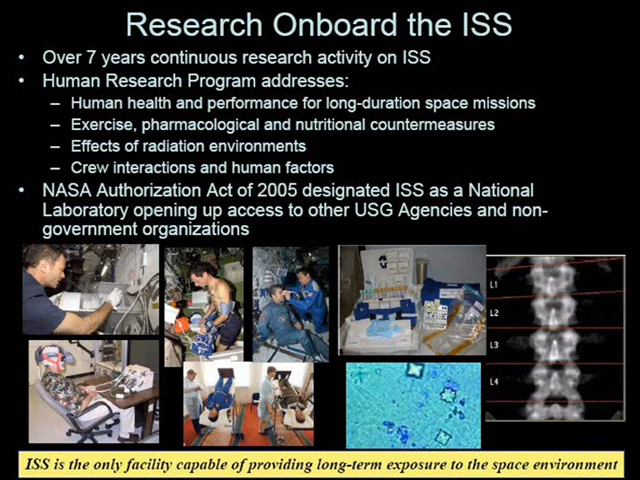 Research Onboard the ISS
• Over 7 years continuous research activity on ISS
• Human Research Program addresses:
– Human health and performance for long-duration space missions
– Exercise, pharmacological and nutritional countermeasures
– Effects of radiation environments
– Crew interactions and human factors
• NASA Authorization Act of 2005 designated ISS as a National
Laboratory opening up access to other USG Agencies and non-
government organizations
L1
L2
L3
L4
ISS is the only facility capable of providing long-term exposure to the space environment